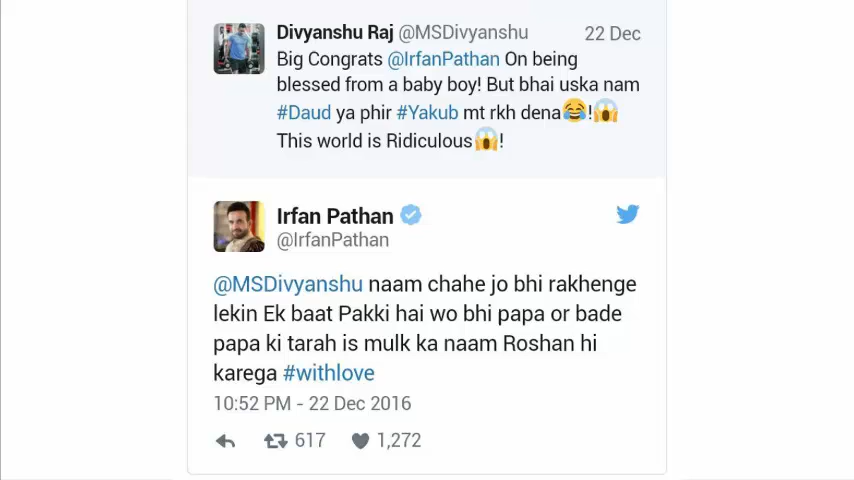 Divyanshu Raj @MSDivyanshu 22 Dec
Big Congrats @IrfanPathan On being
blessed from a baby boy! But bhai uska nam
#Daud ya phir #Yakub mt rkh dena😂!😱
This world is Ridiculous😱!
Irfan Pathan
@IrfanPathan
@MSDivyanshu naam chahe jo bhi rakhenge
lekin Ek baat Pakki hai wo bhi papa or bade
papa ki tarah is mulk ka naam Roshan hi
karega #withlove
10:52 PM - 22 Dec 2016
617 1,272